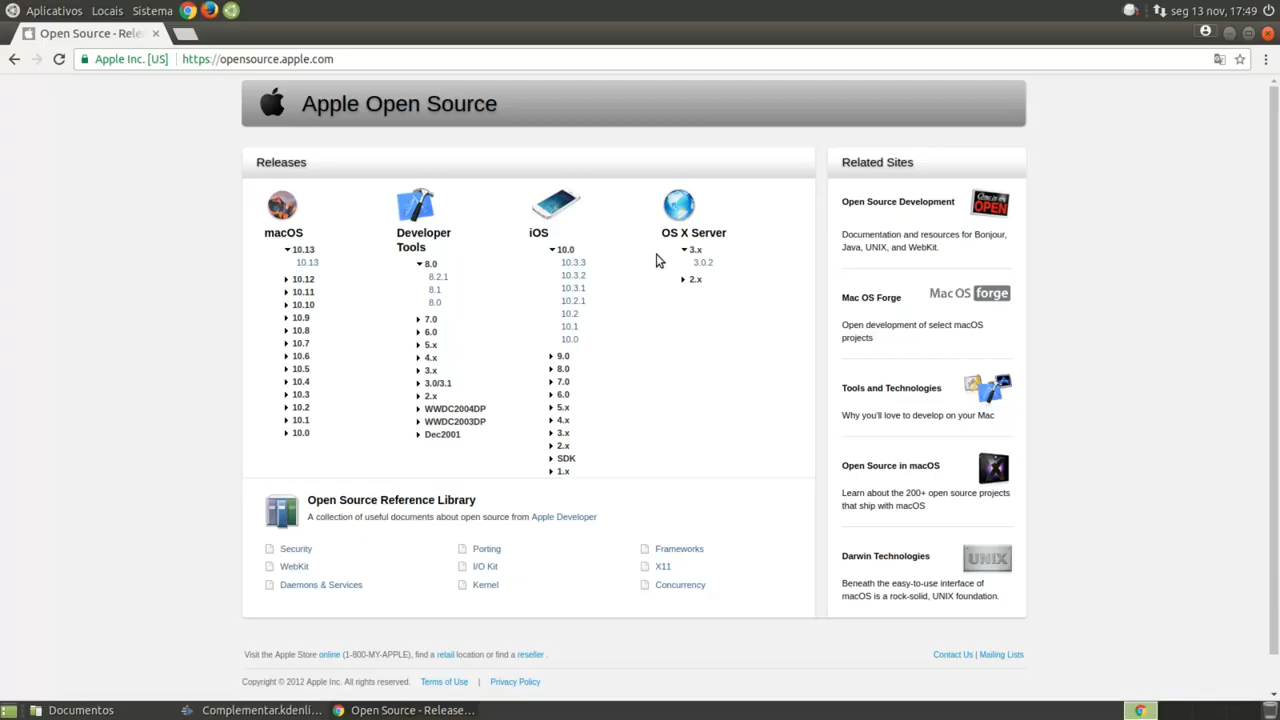 Aplicativos Locais Sistema seg 13 nov, 17:49
Open Source - Rele
Apple Inc. [US] https://opensource.apple.com
Apple Open Source
Releases
macOS
10.13
10.13
10.12
10.11
10.10
10.9
10.8
10.7
10.6
10.5
10.4
10.3
10.2
10.1
10.0
Developer
Tools
8.0
8.2.1
8.1
8.0
7.0
6.0
5.x
4.x
3.x
3.0/3.1
2.x
WWDC2004DP
WWDC2003DP
Dec2001
iOS
10.0
10.3.3
10.3.2
10.3.1
10.2.1
10.2
10.1
10.0
9.0
8.0
7.0
6.0
5.x
4.x
3.x
2.x
SDK
1.x
OS X Server
3.x
3.0.2
2.x
Open Source Reference Library
A collection of useful documents about open source from Apple Developer
Security Porting Frameworks
WebKit I/O Kit X11
Daemons & Services Kernel Concurrency
Related Sites
Open Source Development
OPEN
Documentation and resources for Bonjour,
Java, UNIX, and WebKit.
Mac OS Forge Mac OS forge
Open development of select macOS
projects
Tools and Technologies
Why you'll love to develop on your Mac
Open Source in macOS
Learn about the 200+ open source projects
that ship with macOS
Darwin Technologies UNIX
Beneath the easy-to-use interface of
macOS is a rock-solid, UNIX foundation.
Visit the Apple Store online (1-800-MY-APPLE), find a retail location or find a reseller . Contact Us | Mailing Lists
Copyright © 2012 Apple Inc. All rights reserved. Terms of Use | Privacy Policy
Documentos Complementar.kdenli... Open Source - Release...